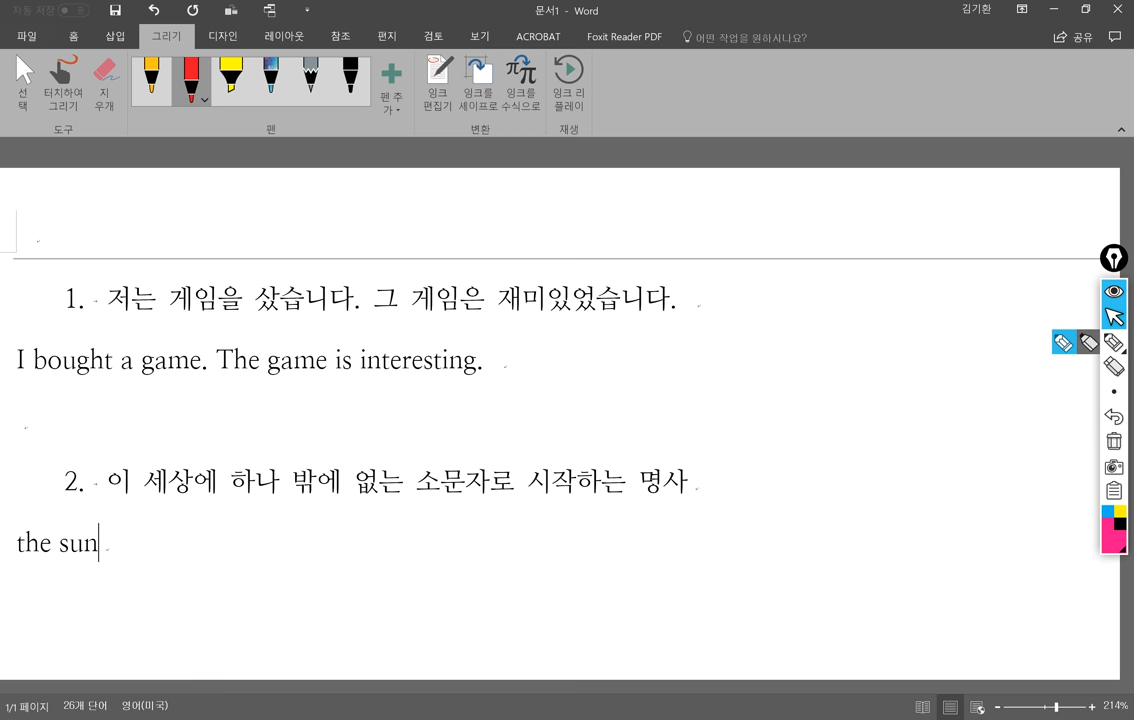 자동 저장 끔
문서1 - Word
김기환
파일 홈 삽입 그리기 디자인 레이아웃 참조 편지 검토 보기 ACROBAT Foxit Reader PDF 어떤 작업을 원하시나요? 공유
선택
터치하여 그리기
지우개
펜 추가
잉크 편집기
잉크를 셰이프로
잉크를 수식으로
잉크 리플레이
도구 펜 변환 재생
1. 저는 게임을 샀습니다. 그 게임은 재미있었습니다.
I bought a game. The game is interesting.
2. 이 세상에 하나 밖에 없는 소문자로 시작하는 명사
the sun
1/1 페이지 26개 단어 영어(미국) 214%